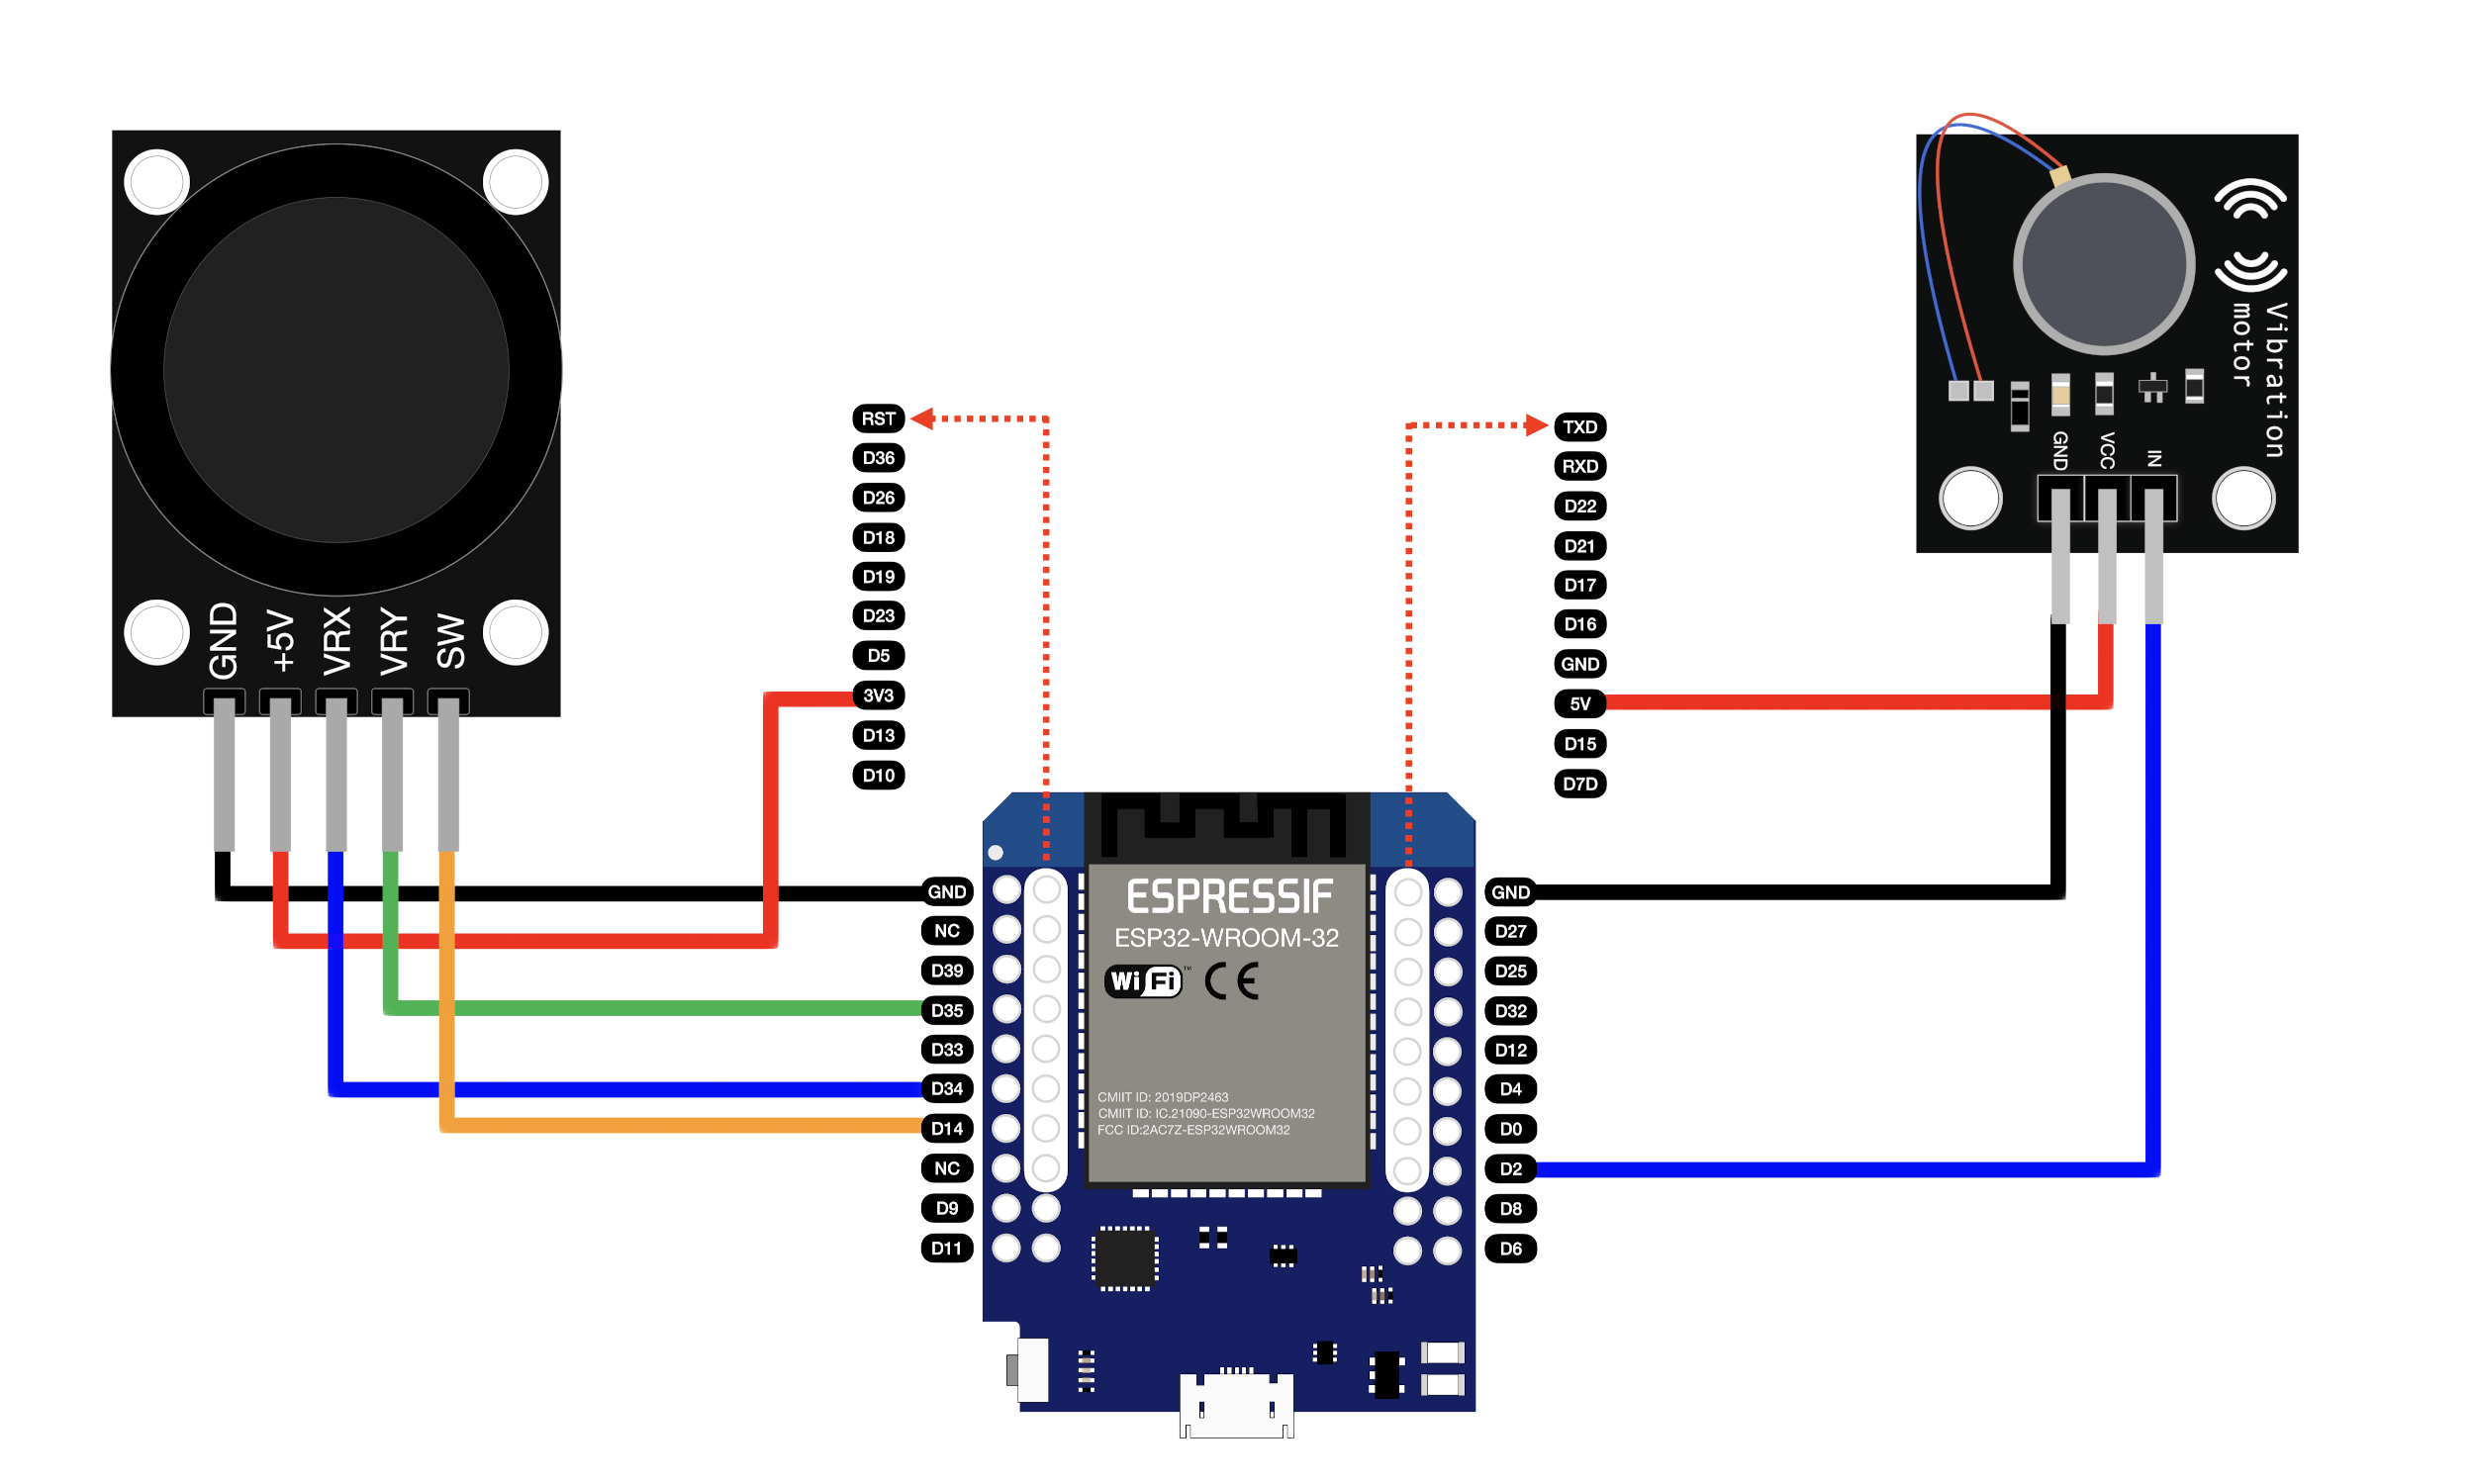 GND
+5V
VRX
VRY
SW
RST
D36
D26
D18
D19
D23
D5
3V3
D13
D10
TXD
RXD
D22
D21
D17
D16
GND
5V
D15
D7D
Vibration
motor
GND
VCC
IN
GND
NC
D39
D35
D33
D34
D14
NC
D9
D11
ESPRESSIF
ESP32-WROOM-32
WiFi™ CE
CMIIT ID: 2019DP2463
CMIIT ID: IC.21090-ESP32WROOM32
FCC ID:2AC7Z-ESP32WROOM32
GND
D27
D25
D32
D12
D4
D0
D2
D8
D6